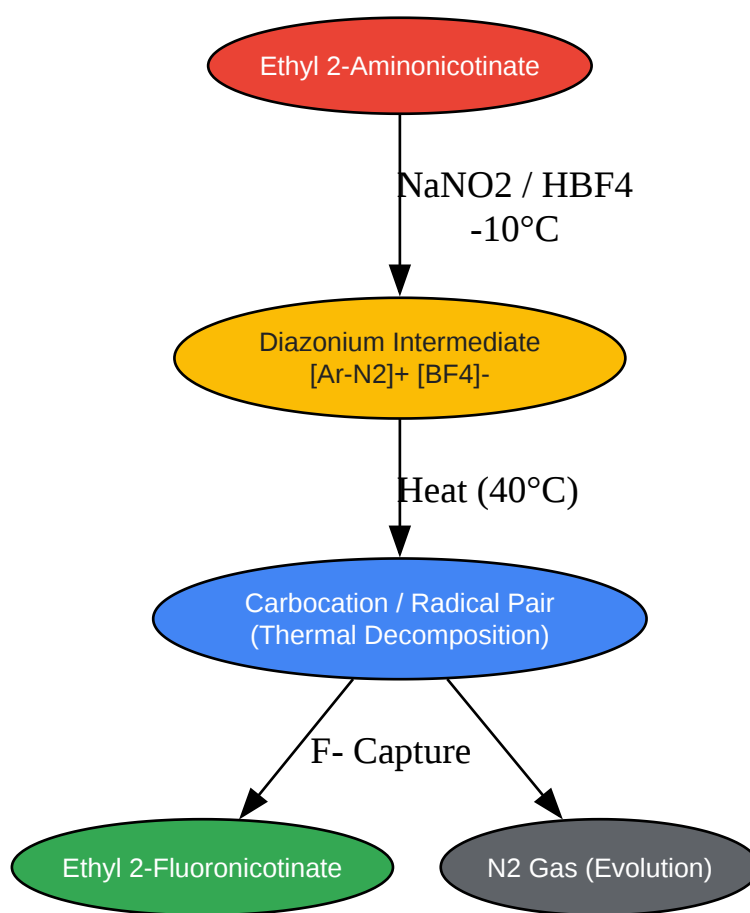 Ethyl 2-Aminonicotinate
NaNO2 / HBF4
-10°C
Diazonium Intermediate
[Ar-N2]+ [BF4]-
Heat (40°C)
Carbocation / Radical Pair
(Thermal Decomposition)
F- Capture
Ethyl 2-Fluoronicotinate
N2 Gas (Evolution)